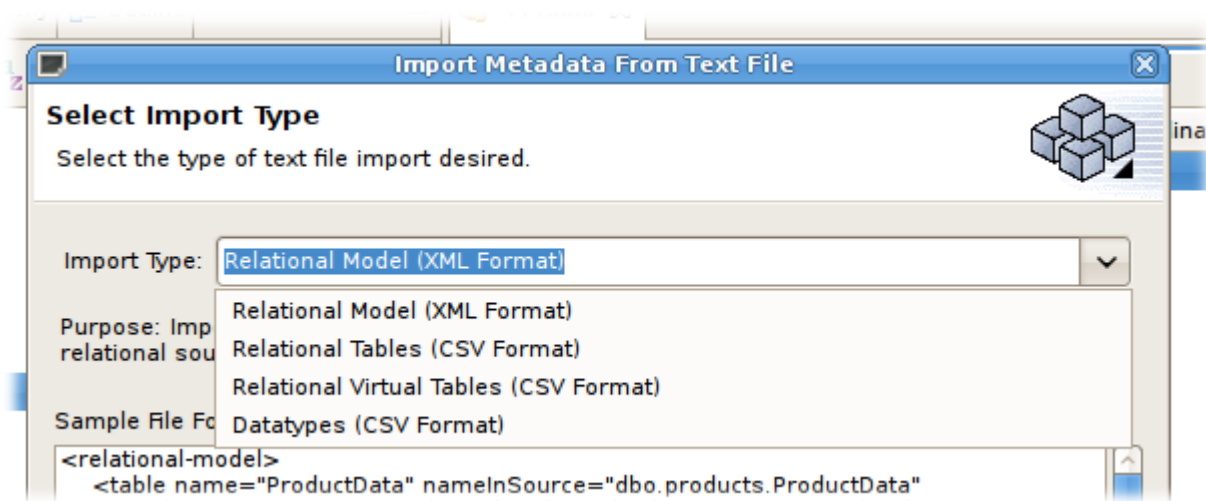 Import Metadata From Text File
Select Import Type
Select the type of text file import desired.
ina
Import Type: Relational Model (XML Format)
Relational Model (XML Format)
Purpose: Imp
Relational Tables (CSV Format)
relational sou
Relational Virtual Tables (CSV Format)
Sample File Fo
Datatypes (CSV Format)
<relational-model>
<table name="ProductData" nameInSource="dbo.products.ProductData"